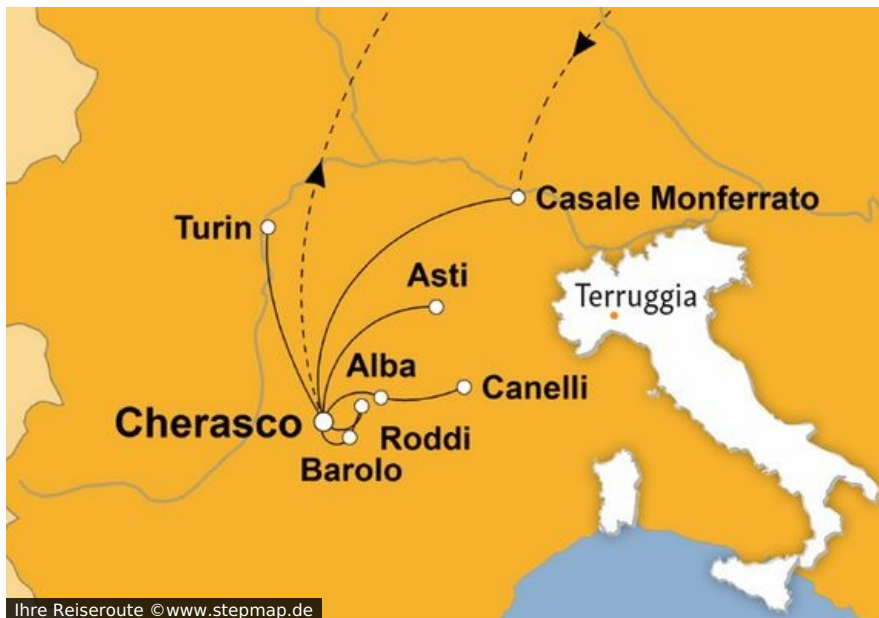 Casale Monferrato
Turin
Asti
Terruggia
Alba
Canelli
Cherasco
Roddi
Barolo
Ihre Reiseroute ©www.stepmap.de